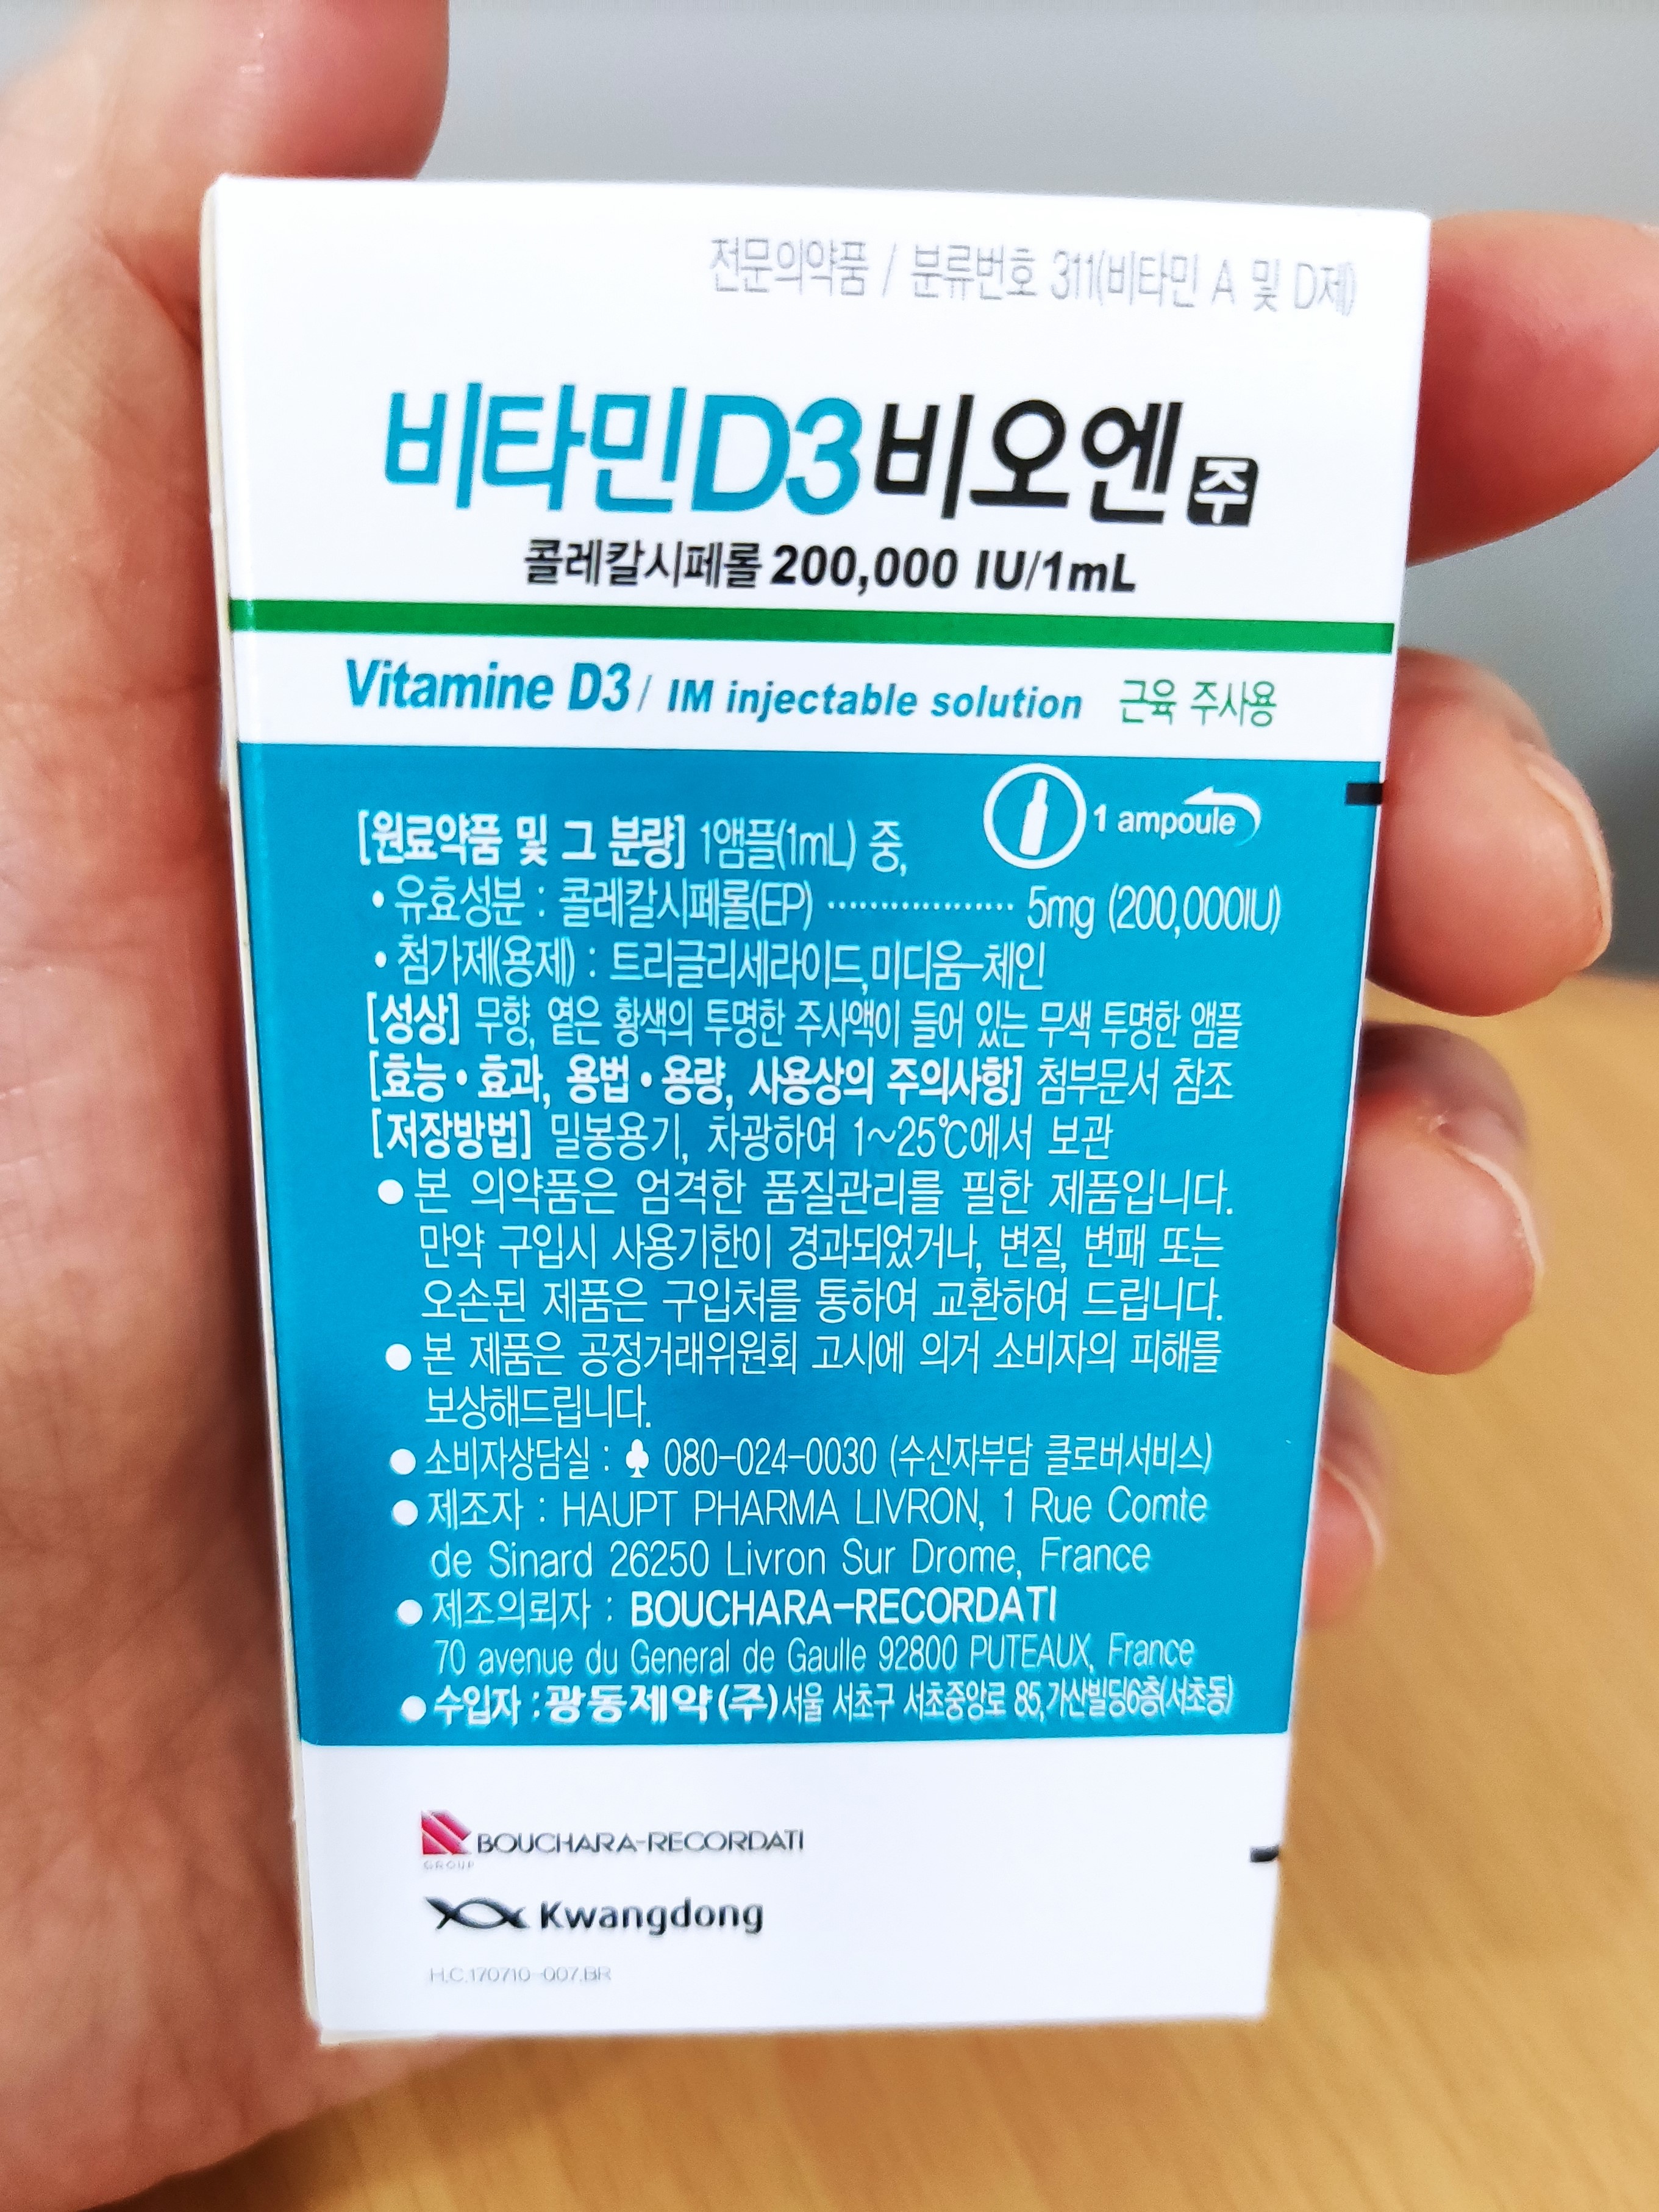 전문의약품 / 분류번호 311(비타민 A 및 D제)
비타민D3비오엔 주
콜레칼시페롤 200,000 IU/1mL
Vitamine D3 / IM injectable solution 근육 주사용
1 ampoule
[원료약품 및 그 분량] 1앰플(1mL) 중,
• 유효성분 : 콜레칼시페롤(EP) ·················· 5mg (200,000IU)
• 첨가제(용제) : 트리글리세라이드,미디움-체인
[성상] 무향, 옅은 황색의 투명한 주사액이 들어 있는 무색 투명한 앰플
[효능•효과, 용법•용량, 사용상의 주의사항] 첨부문서 참조
[저장방법] 밀봉용기, 차광하여 1~25℃에서 보관
● 본 의약품은 엄격한 품질관리를 필한 제품입니다.
만약 구입시 사용기한이 경과되었거나, 변질, 변패 또는
오손된 제품은 구입처를 통하여 교환하여 드립니다.
● 본 제품은 공정거래위원회 고시에 의거 소비자의 피해를
보상해드립니다.
● 소비자상담실 : ♣ 080-024-0030 (수신자부담 클로버서비스)
● 제조자 : HAUPT PHARMA LIVRON, 1 Rue Comte
de Sinard 26250 Livron Sur Drome, France
● 제조의뢰자 : BOUCHARA-RECORDATI
70 avenue du General de Gaulle 92800 PUTEAUX, France
● 수입자 : 광동제약(주) 서울 서초구 서초중앙로 85,가산빌딩6층(서초동)
BOUCHARA-RECORDATI
GROUP
Kwangdong
H.C.170710-007.BR